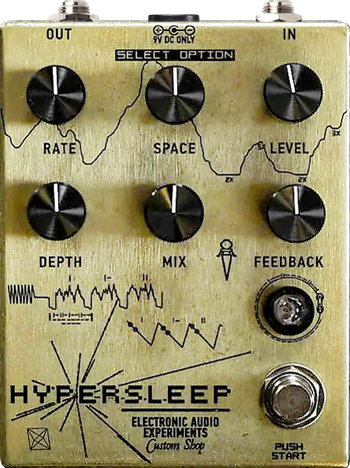 OUT IN
9V DC ONLY
SELECT OPTION
RATE SPACE LEVEL
3X
2X 2X
DEPTH MIX FEEDBACK
HYPERSLEEP
ELECTRONIC AUDIO
EXPERIMENTS
Custom Shop
PUSH
START